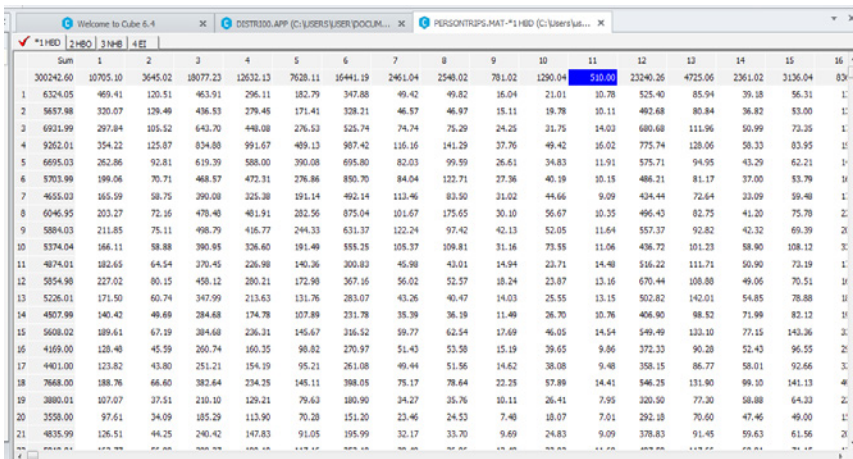 Welcome to Cube 6.4 DISTRI00.APP (C:\USERS\USER\DOCUM... PERSONTRIPS.MAT-*1 HBD (C:\Users\us...
*1 HBD 2 HBO 3 NHB 4 EI
Sum 1 2 3 4 5 6 7 8 9 10 11 12 13 14 15 16
300242.60 10705.10 3645.02 18077.23 12632.13 7628.11 16441.19 2461.04 2548.02 781.02 1290.04 510.00 23240.26 4725.06 2361.02 3136.04
1 6324.05 469.41 120.51 463.91 296.11 182.79 347.88 49.42 49.82 16.04 21.01 10.78 525.40 85.94 39.18 56.31
2 5657.98 320.07 129.49 436.53 279.45 171.41 328.21 46.57 46.97 15.11 19.78 10.11 492.68 80.84 36.82 53.00
3 6931.99 297.84 105.52 643.70 448.08 276.53 525.74 74.74 75.29 24.25 31.75 14.03 680.68 111.96 50.99 73.35
4 9262.01 354.22 125.87 834.88 991.67 489.13 987.42 116.16 141.29 37.76 49.42 16.02 775.74 128.06 58.33 83.95
5 6695.03 262.86 92.81 619.39 588.00 390.08 695.80 82.03 99.59 26.61 34.83 11.91 575.71 94.95 43.29 62.21
6 5703.99 199.06 70.71 468.57 472.31 276.86 850.70 84.04 122.71 27.36 40.19 10.15 486.21 81.17 37.00 53.79
7 4655.03 165.59 58.75 390.08 325.38 191.14 492.14 113.46 83.50 31.02 44.66 9.09 434.44 72.64 33.09 59.48
8 6046.95 203.27 72.16 478.48 481.91 282.56 875.04 101.67 175.65 30.10 56.67 10.35 496.43 82.75 41.20 75.78
9 5884.03 211.85 75.11 498.79 416.77 244.33 631.37 122.24 97.42 42.13 52.05 11.64 557.37 92.82 42.32 69.39
10 5374.04 166.11 58.88 390.95 326.60 191.49 555.25 105.37 109.81 31.16 73.55 11.06 436.72 101.23 58.90 108.12
11 4874.01 182.65 64.54 370.45 226.98 140.36 300.83 45.98 43.01 14.94 23.71 14.48 516.22 111.71 50.90 73.19
12 5854.98 227.02 80.15 458.12 280.21 172.98 367.16 56.02 52.57 18.24 23.87 13.16 670.44 108.88 49.06 70.51
13 5226.01 171.50 60.74 347.99 213.63 131.76 283.07 43.26 40.47 14.03 25.55 13.15 502.82 142.01 54.85 78.88
14 4507.99 140.42 49.69 284.68 174.78 107.89 231.78 35.39 36.19 11.49 26.70 10.76 406.90 98.52 71.99 82.12
15 5608.02 189.61 67.19 384.68 236.31 145.67 316.52 59.77 62.54 17.69 46.05 14.54 549.49 133.10 77.15 143.36
16 4169.00 128.48 45.59 260.74 160.35 98.82 270.97 51.43 53.58 15.19 39.65 9.86 372.33 90.28 52.43 96.55
17 4401.00 123.82 43.80 251.21 154.19 95.21 261.08 49.44 51.56 14.62 38.08 9.48 358.15 86.77 58.01 92.66
18 7668.00 188.76 66.60 382.64 234.25 145.11 398.05 75.17 78.64 22.25 57.89 14.41 546.25 131.90 99.10 141.13
19 3880.01 107.07 37.51 210.10 129.21 79.63 180.90 34.27 35.76 10.11 26.41 7.95 320.50 77.30 58.88 64.33
20 3558.00 97.61 34.09 185.29 113.90 70.28 151.20 23.46 24.53 7.48 18.07 7.01 292.18 70.60 47.46 49.00
21 4835.99 126.51 44.25 240.42 147.83 91.05 195.99 32.17 33.70 9.69 24.83 9.09 378.83 91.45 59.63 61.56